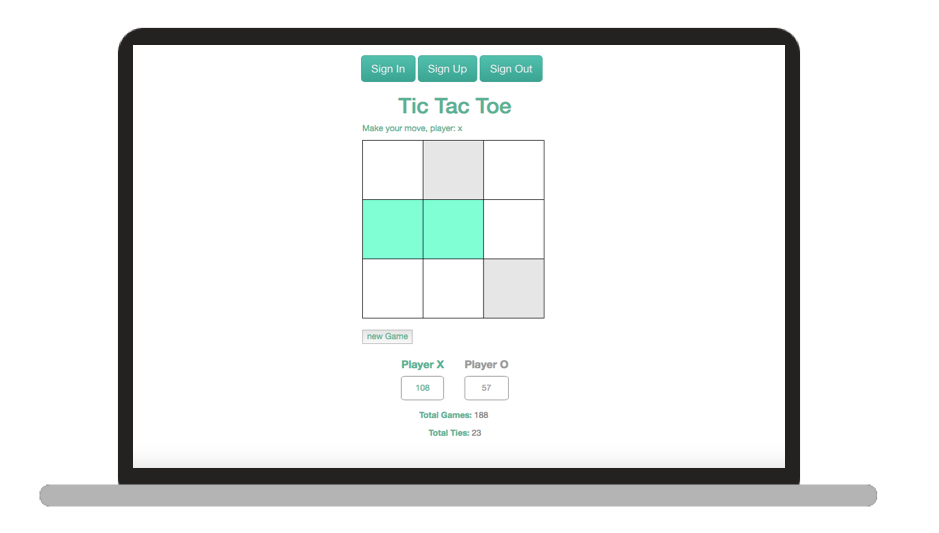 Sign In Sign Up Sign Out
Tic Tac Toe
Make your move, player: x
new Game
Player X Player O
108 57
Total Games: 188
Total Ties: 23